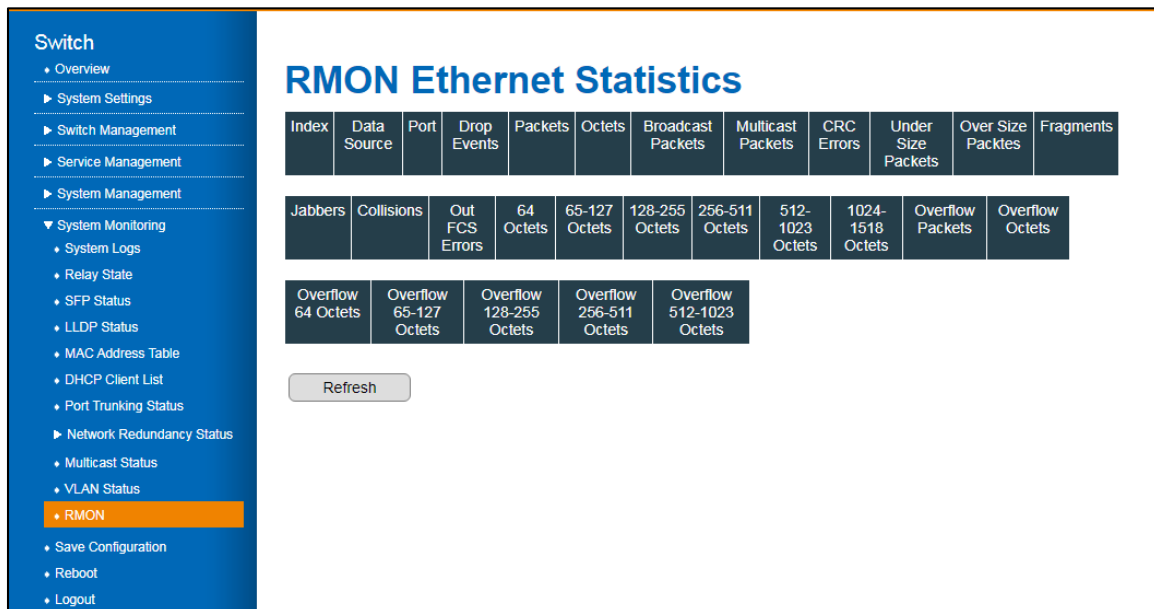 Switch
Overview
System Settings
Switch Management
Service Management
System Management
System Monitoring
System Logs
Relay State
SFP Status
LLDP Status
MAC Address Table
DHCP Client List
Port Trunking Status
Network Redundancy Status
Multicast Status
VLAN Status
RMON
Save Configuration
Reboot
Logout
RMON Ethernet Statistics
Index Data Port Drop Packets Octets Broadcast Multicast CRC Under Over Size Fragments
Source Events Packets Packets Errors Size Packtes
Packets
Jabbers Collisions Out 64 65-127 128-255 256-511 512- 1024- Overflow Overflow
FCS Octets Octets Octets Octets 1023 1518 Packets Octets
Errors Octets Octets
Overflow Overflow Overflow Overflow Overflow
64 Octets 65-127 128-255 256-511 512-1023
Octets Octets Octets Octets
Refresh